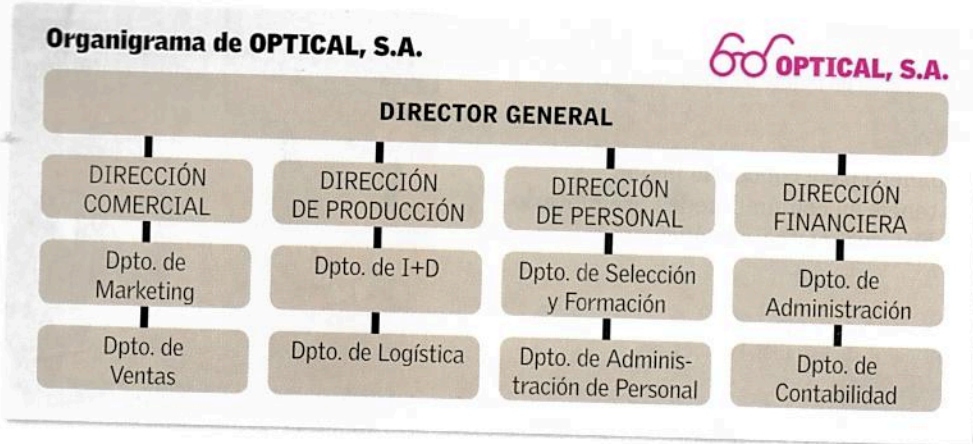 Organigrama de OPTICAL, S.A.
OPTICAL, S.A.
DIRECTOR GENERAL
DIRECCIÓN
COMERCIAL
DIRECCIÓN
DE PRODUCCIÓN
DIRECCIÓN
DE PERSONAL
DIRECCIÓN
FINANCIERA
Dpto. de
Marketing
Dpto. de I+D
Dpto. de Selección
y Formación
Dpto. de
Administración
Dpto. de
Ventas
Dpto. de Logística
Dpto. de Adminis-
tración de Personal
Dpto. de
Contabilidad